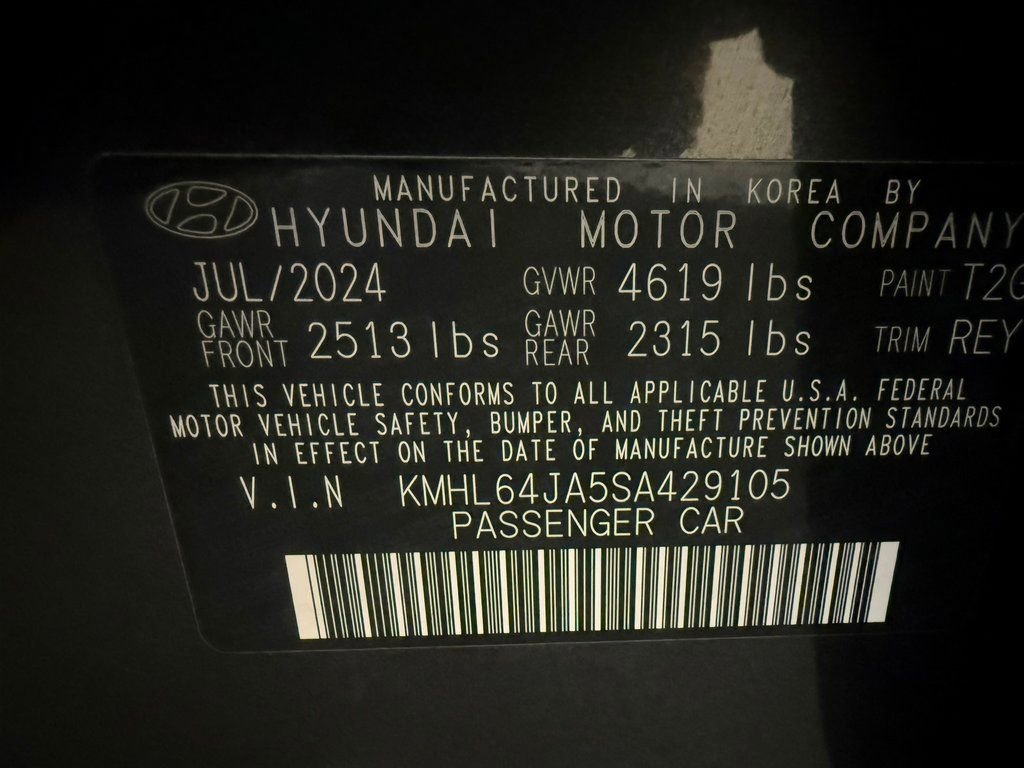 MANUFACTURED IN KOREA BY
HYUNDAI MOTOR COMPANY
JUL/2024 GVWR 4619 lbs PAINT T2G
GAWR FRONT 2513 lbs GAWR REAR 2315 lbs TRIM REY
THIS VEHICLE CONFORMS TO ALL APPLICABLE U.S.A. FEDERAL
MOTOR VEHICLE SAFETY, BUMPER, AND THEFT PREVENTION STANDARDS
IN EFFECT ON THE DATE OF MANUFACTURE SHOWN ABOVE
V.I.N KMHL64JA5SA429105
PASSENGER CAR